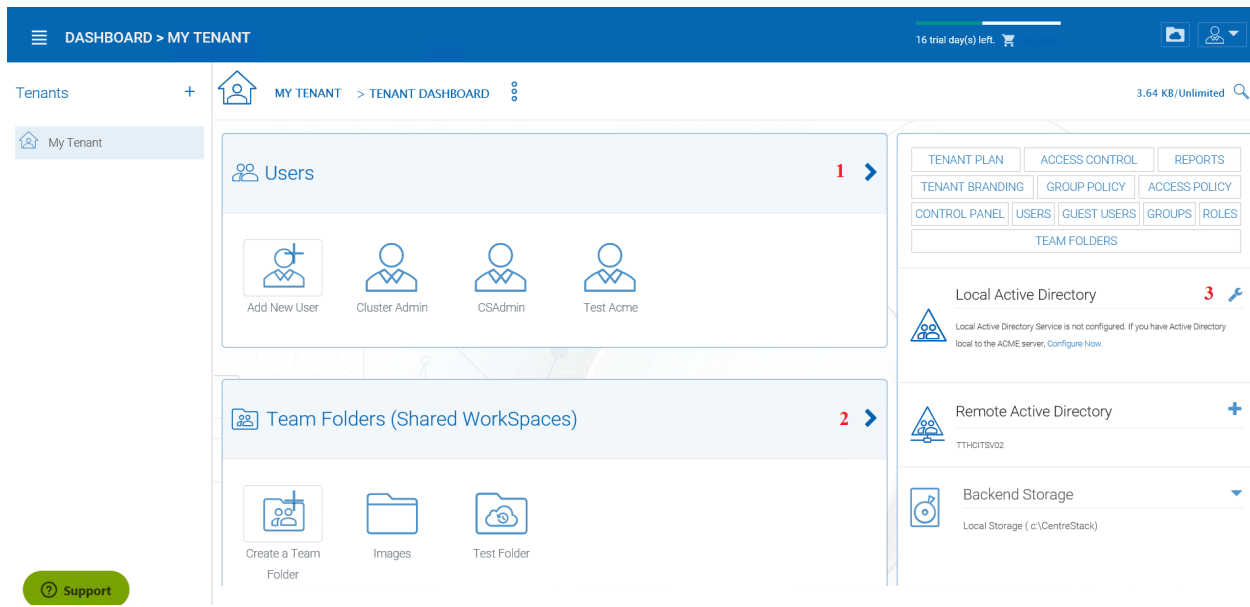 DASHBOARD > MY TENANT
16 trial day(s) left.
Tenants +
MY TENANT > TENANT DASHBOARD
3.64 KB/Unlimited
My Tenant
Users 1
Add New User
Cluster Admin
CSAdmin
Test Acme
Team Folders (Shared WorkSpaces) 2
Create a Team
Folder
Images
Test Folder
TENANT PLAN ACCESS CONTROL REPORTS
TENANT BRANDING GROUP POLICY ACCESS POLICY
CONTROL PANEL USERS GUEST USERS GROUPS ROLES
TEAM FOLDERS
Local Active Directory 3
Local Active Directory Service is not configured. If you have Active Directory
local to the ACME server, Configure Now.
Remote Active Directory
TTHCITSV02
Backend Storage
Local Storage ( c:\CentreStack)
Support